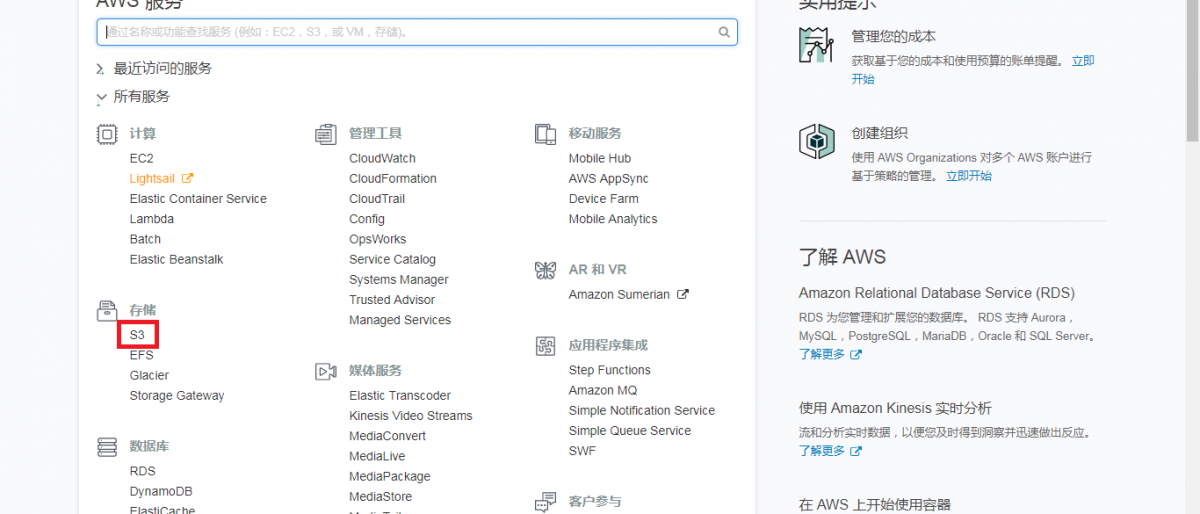 AWS 服务
通过名称或功能查找服务 (例如：EC2，S3，或 VM，存储)。
最近访问的服务
所有服务
计算
EC2
Lightsail
Elastic Container Service
Lambda
Batch
Elastic Beanstalk
存储
S3
EFS
Glacier
Storage Gateway
数据库
RDS
DynamoDB
ElastiCache
管理工具
CloudWatch
CloudFormation
CloudTrail
Config
OpsWorks
Service Catalog
Systems Manager
Trusted Advisor
Managed Services
媒体服务
Elastic Transcoder
Kinesis Video Streams
MediaConvert
MediaLive
MediaPackage
MediaStore
移动服务
Mobile Hub
AWS AppSync
Device Farm
Mobile Analytics
AR 和 VR
Amazon Sumerian
应用程序集成
Step Functions
Amazon MQ
Simple Notification Service
Simple Queue Service
SWF
客户参与
实用提示
管理您的成本
获取基于您的成本和使用预算的账单提醒。 立即
开始
创建组织
使用 AWS Organizations 对多个 AWS 账户进行
基于策略的管理。 立即开始
了解 AWS
Amazon Relational Database Service (RDS)
RDS 为您管理和扩展您的数据库。 RDS 支持 Aurora，
MySQL，PostgreSQL，MariaDB，Oracle 和 SQL Server。
了解更多
使用 Amazon Kinesis 实时分析
流和分析实时数据，以便您及时得到洞察并迅速做出反应。
了解更多
在 AWS 上开始使用容器